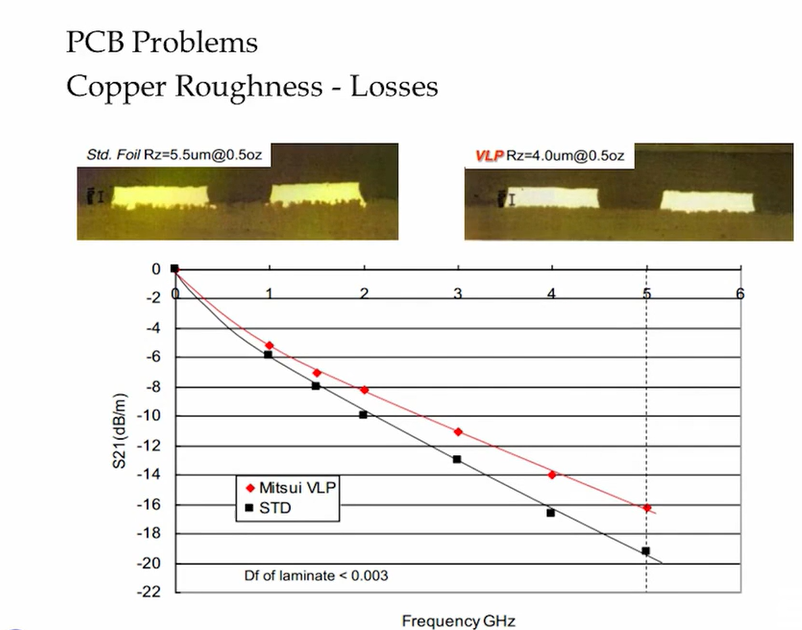 PCB Problems
Copper Roughness - Losses
Std. Foil Rz=5.5um@0.5oz
VLP Rz=4.0um@0.5oz
0
0 1 2 3 4 5 6
-2
-4
-6
-8
-10
-12
-14
-16
-18
-20
-22
S21(dB/m)
Mitsui VLP
STD
Df of laminate < 0.003
Frequency GHz